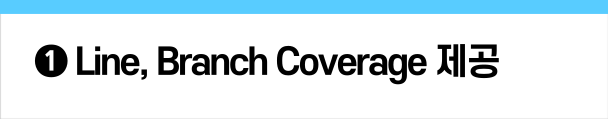 ❶ Line, Branch Coverage 제공